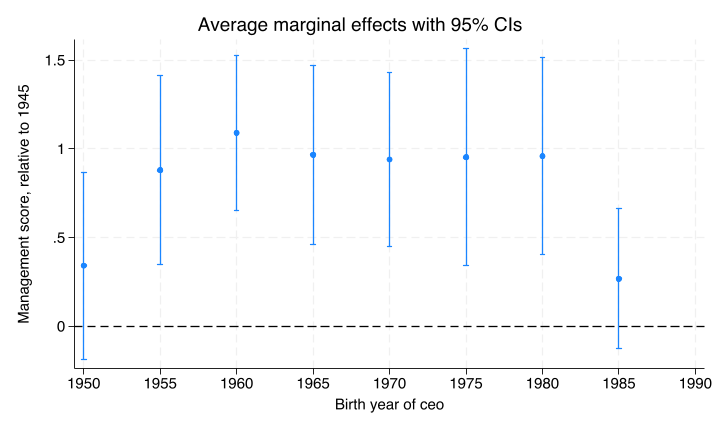 Average marginal effects with 95% CIs
Management score, relative to 1945
1.5
1
.5
0
1950 1955 1960 1965 1970 1975 1980 1985 1990
Birth year of ceo